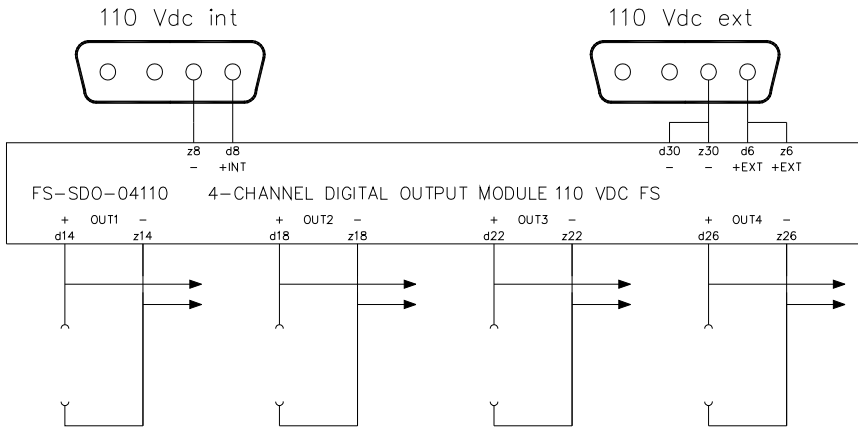 110 Vdc int 110 Vdc ext
z8 d8 d30 z30 d6 z6
− +INT − − +EXT +EXT
FS−SDO−04110 4−CHANNEL DIGITAL OUTPUT MODULE 110 VDC FS
+ OUT1 − + OUT2 − + OUT3 − + OUT4 −
d14 z14 d18 z18 d22 z22 d26 z26